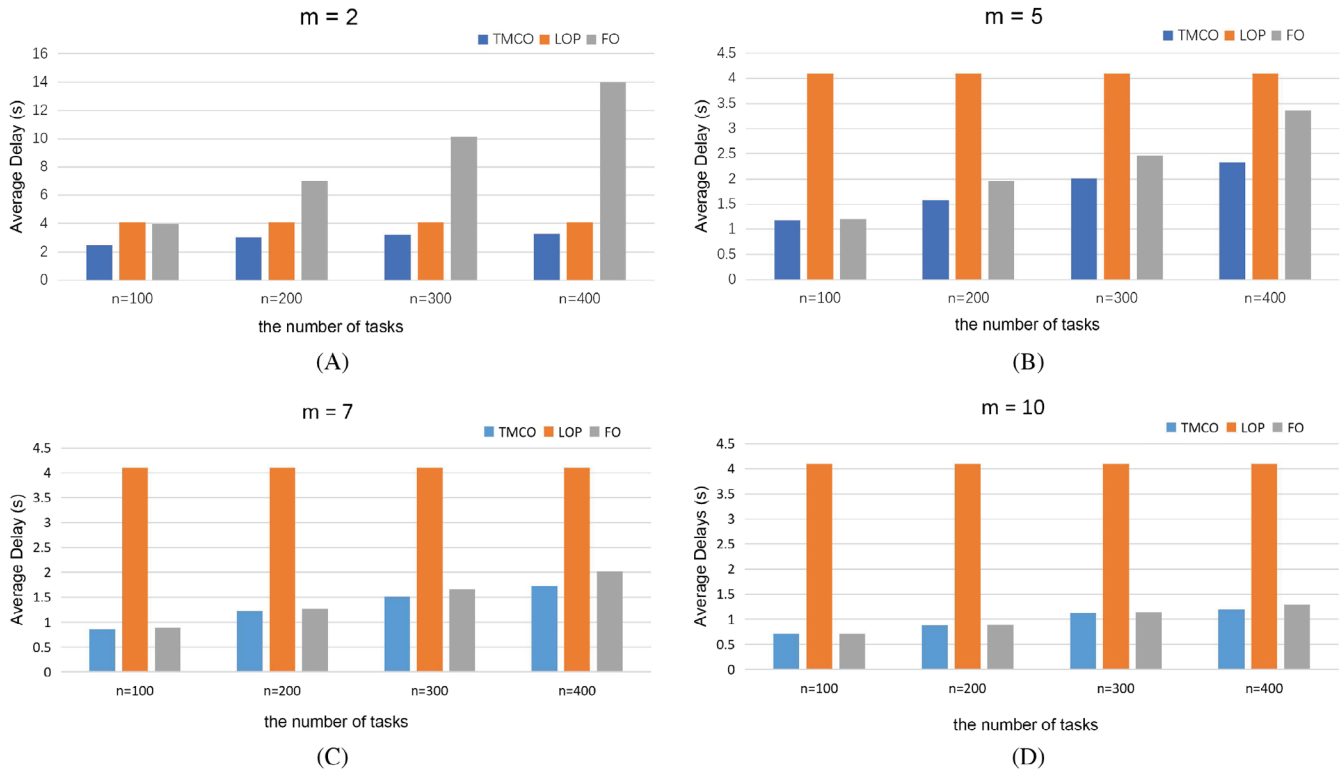 m = 2
TMCO LOP FO
Average Delay (s)
16
14
12
10
8
6
4
2
0
n=100 n=200 n=300 n=400
the number of tasks
(A)
m = 5
TMCO LOP FO
Average Delay (s)
4.5
4
3.5
3
2.5
2
1.5
1
0.5
0
n=100 n=200 n=300 n=400
the number of tasks
(B)
m = 7
TMCO LOP FO
Average Delay (s)
4.5
4
3.5
3
2.5
2
1.5
1
0.5
0
n=100 n=200 n=300 n=400
the number of tasks
(C)
m = 10
TMCO LOP FO
Average Delays (s)
4.5
4
3.5
3
2.5
2
1.5
1
0.5
0
n=100 n=200 n=300 n=400
the number of tasks
(D)